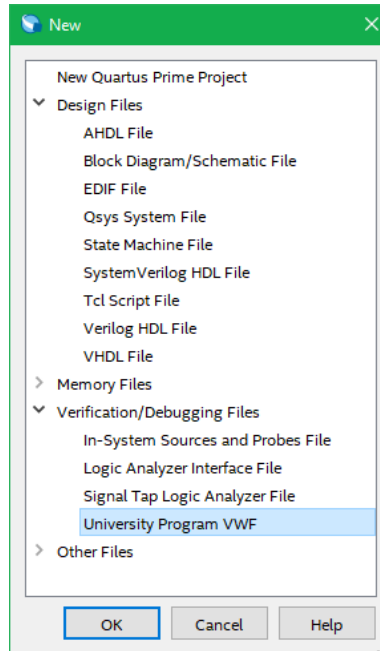 New
New Quartus Prime Project
Design Files
AHDL File
Block Diagram/Schematic File
EDIF File
Qsys System File
State Machine File
SystemVerilog HDL File
Tcl Script File
Verilog HDL File
VHDL File
Memory Files
Verification/Debugging Files
In-System Sources and Probes File
Logic Analyzer Interface File
Signal Tap Logic Analyzer File
University Program VWF
Other Files
OK Cancel Help